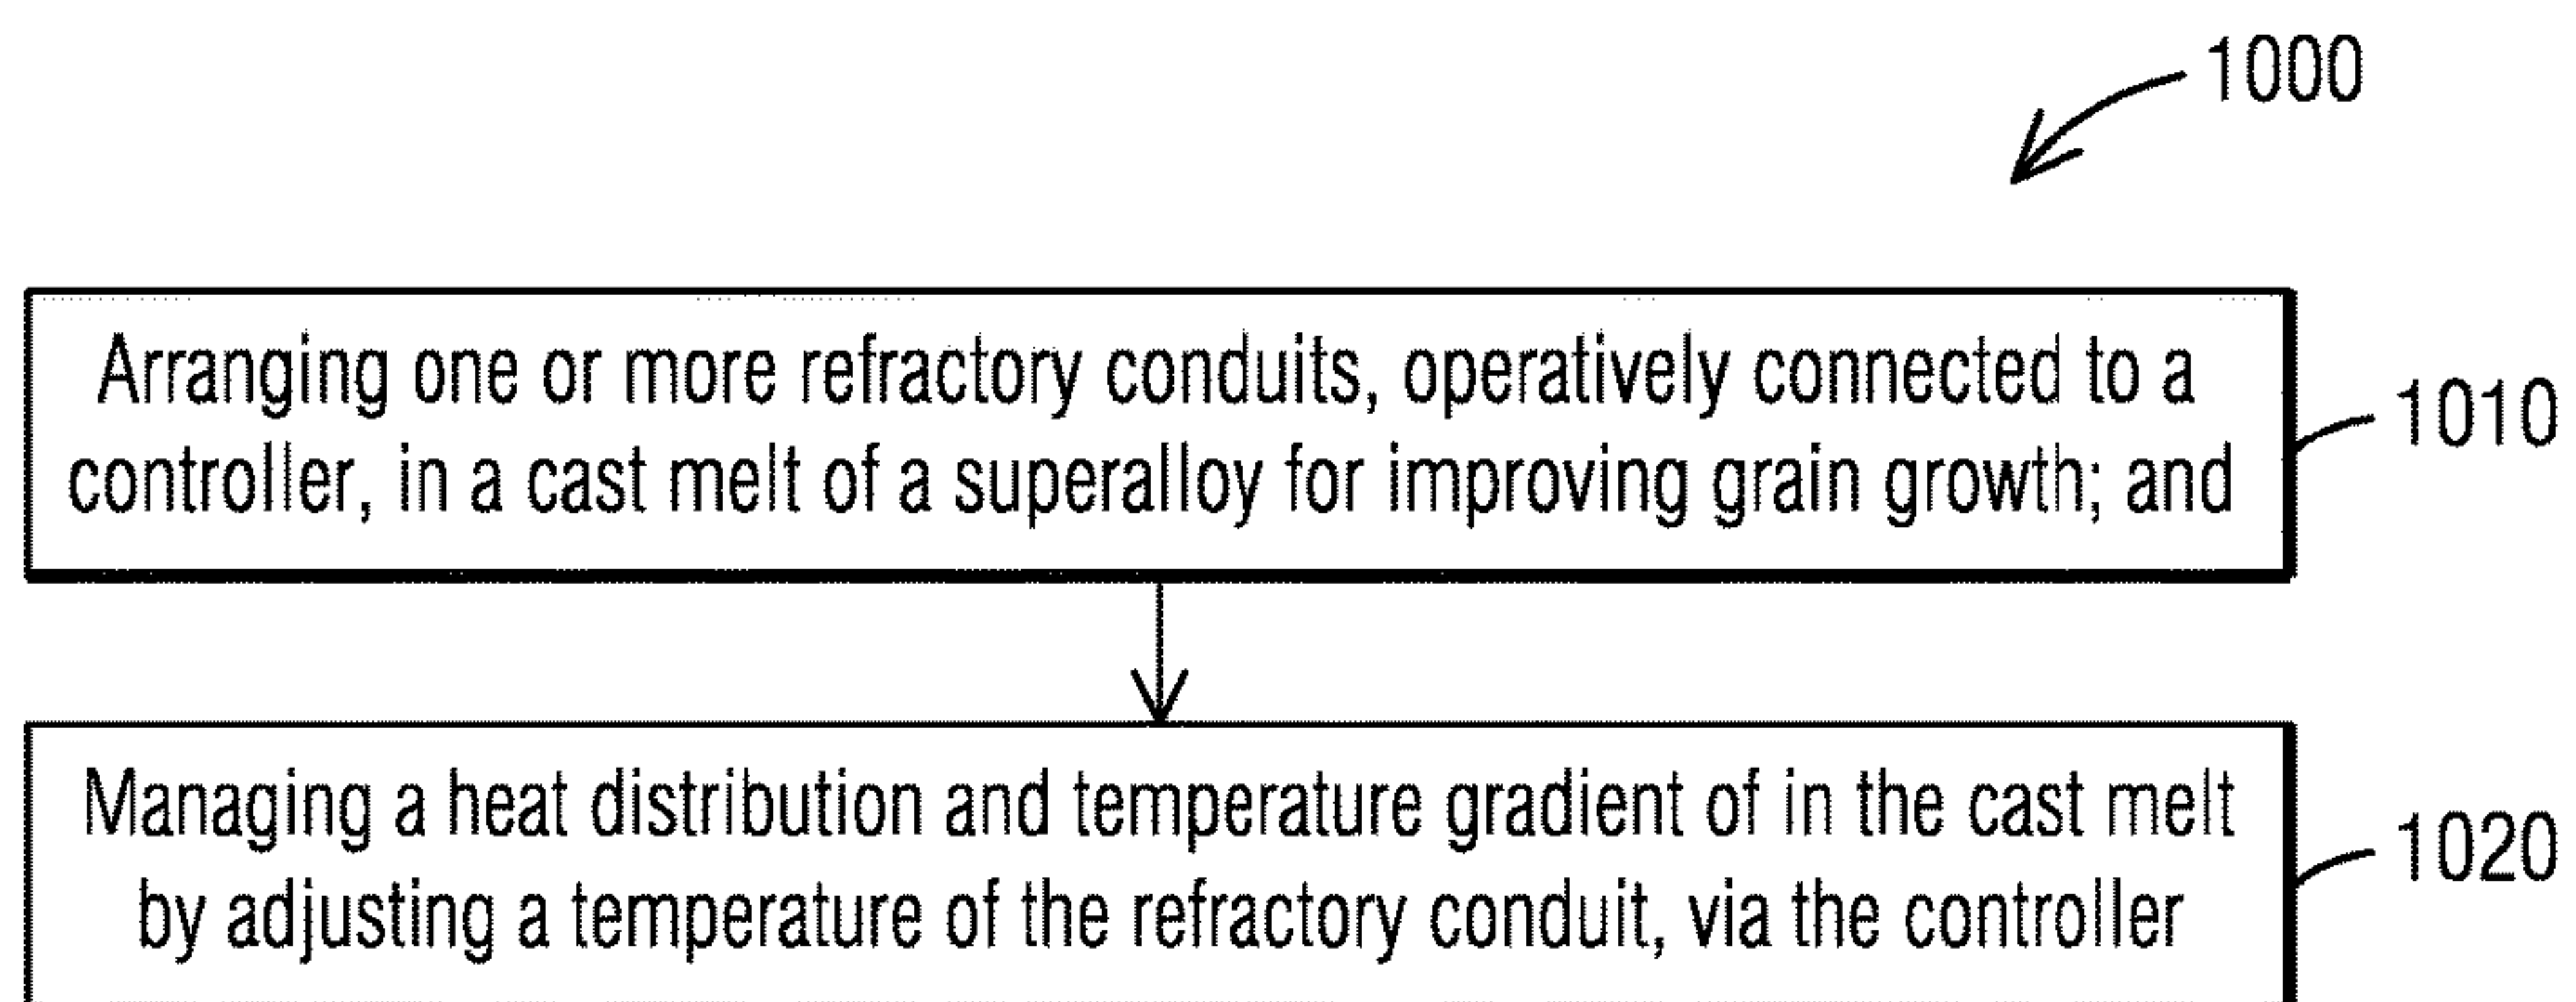 1000
Arranging one or more refractory conduits, operatively connected to a
controller, in a cast melt of a superalloy for improving grain growth; and
1010
Managing a heat distribution and temperature gradient of in the cast melt
by adjusting a temperature of the refractory conduit, via the controller
1020